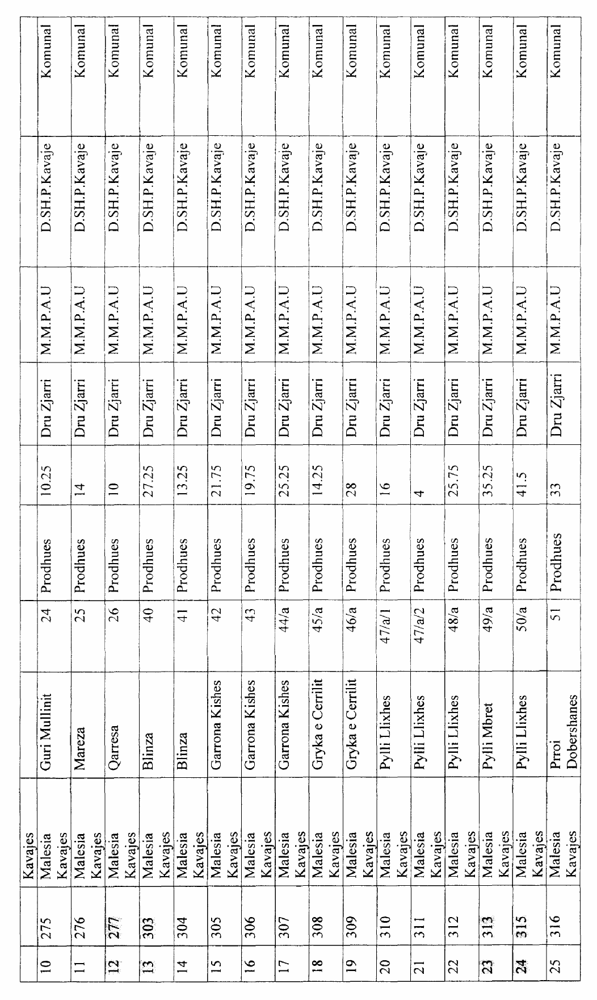 Kavajes
10 275 Malesia Kavajes Guri Mullinit 24 Prodhues 10.25 Dru Zjarri M.M.P.A.U D.SH.P.Kavaje Komunal
11 276 Malesia Kavajes Mareza 25 Prodhues 14 Dru Zjarri M.M.P.A.U D.SH.P.Kavaje Komunal
12 277 Malesia Kavajes Qarresa 26 Prodhues 10 Dru Zjarri M.M.P.A.U D.SH.P.Kavaje Komunal
13 303 Malesia Kavajes Blinza 40 Prodhues 27.25 Dru Zjarri M.M.P.A.U D.SH.P.Kavaje Komunal
14 304 Malesia Kavajes Blinza 41 Prodhues 13.25 Dru Zjarri M.M.P.A.U D.SH.P.Kavaje Komunal
15 305 Malesia Kavajes Garrona Kishes 42 Prodhues 21.75 Dru Zjarri M.M.P.A.U D.SH.P.Kavaje Komunal
16 306 Malesia Kavajes Garrona Kishes 43 Prodhues 19.75 Dru Zjarri M.M.P.A.U D.SH.P.Kavaje Komunal
17 307 Malesia Kavajes Garrona Kishes 44/a Prodhues 25.25 Dru Zjarri M.M.P.A.U D.SH.P.Kavaje Komunal
18 308 Malesia Kavajes Gryka e Cerrilit 45/a Prodhues 14.25 Dru Zjarri M.M.P.A.U D.SH.P.Kavaje Komunal
19 309 Malesia Kavajes Gryka e Cerrilit 46/a Prodhues 28 Dru Zjarri M.M.P.A.U D.SH.P.Kavaje Komunal
20 310 Malesia Kavajes Pylli Llixhes 47/a/1 Prodhues 16 Dru Zjarri M.M.P.A.U D.SH.P.Kavaje Komunal
21 311 Malesia Kavajes Pylli Llixhes 47/a/2 Prodhues 4 Dru Zjarri M.M.P.A.U D.SH.P.Kavaje Komunal
22 312 Malesia Kavajes Pylli Llixhes 48/a Prodhues 25.75 Dru Zjarri M.M.P.A.U D.SH.P.Kavaje Komunal
23 313 Malesia Kavajes Pylli Mbret 49/a Prodhues 35.25 Dru Zjarri M.M.P.A.U D.SH.P.Kavaje Komunal
24 315 Malesia Kavajes Pylli Llixhes 50/a Prodhues 41.5 Dru Zjarri M.M.P.A.U D.SH.P.Kavaje Komunal
25 316 Malesia Kavajes Prroi Dobershanes 51 Prodhues 33 Dru Zjarri M.M.P.A.U D.SH.P.Kavaje Komunal